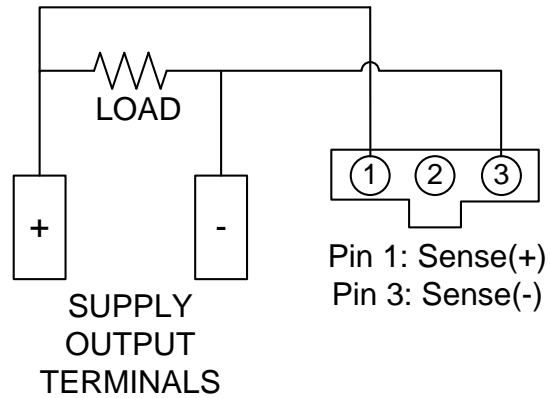 LOAD
+
-
1
2
3
Pin 1: Sense(+)
Pin 3: Sense(-)
SUPPLY
OUTPUT
TERMINALS